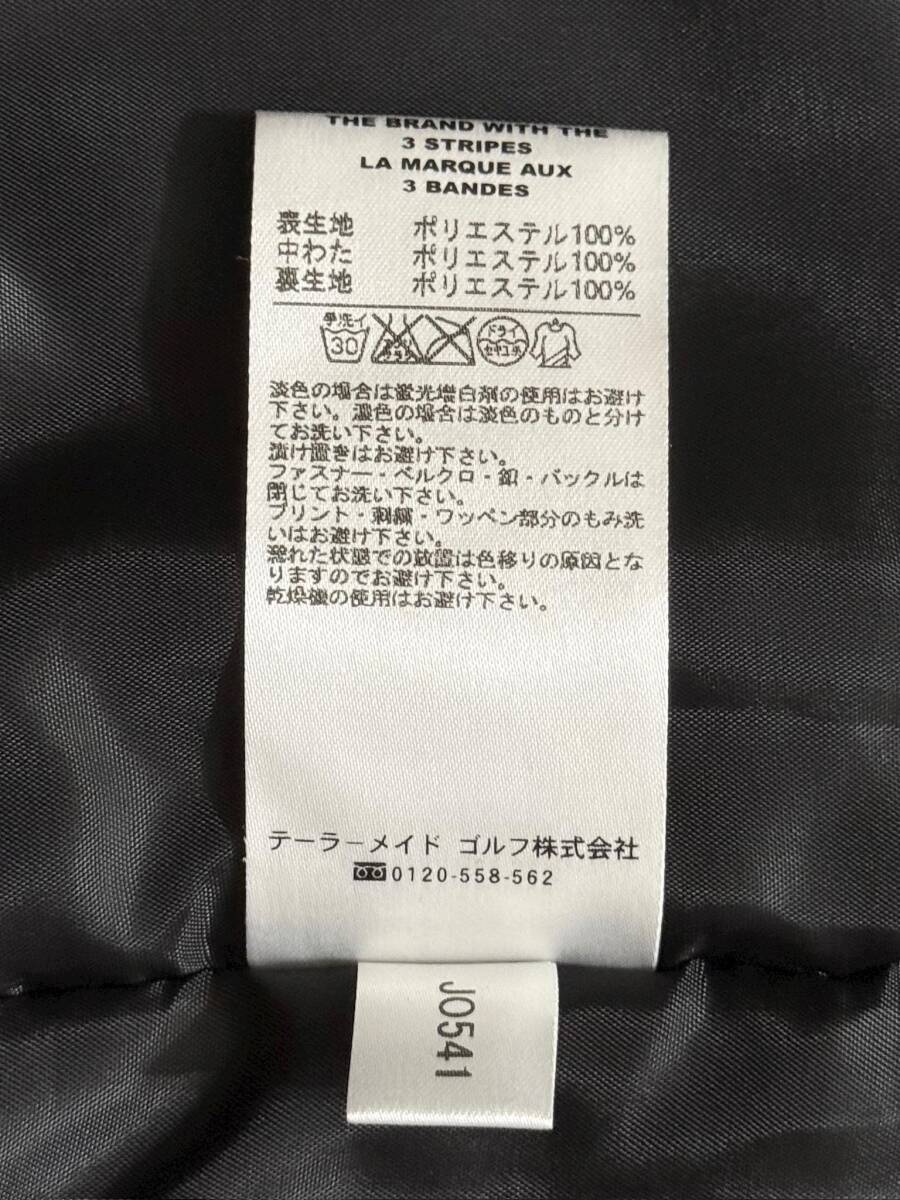 THE BRAND WITH THE
3 STRIPES
LA MARQUE AUX
3 BANDES
表生地 ポリエステル100%
中わた ポリエステル100%
裏生地 ポリエステル100%
手洗イ
30
エンソサラシ
ドライ
セキユ系
淡色の場合は蛍光増白剤の使用はお避け
下さい。濃色の場合は淡色のものと分け
てお洗い下さい。
漬け置きはお避け下さい。
ファスナー・ベルクロ・釦・バックルは
閉じてお洗い下さい。
プリント・刺繍・ワッペン部分のもみ洗
いはお避け下さい。
濡れた状態での放置は色移りの原因とな
りますのでお避け下さい。
乾燥機の使用はお避け下さい。
テーラーメイド ゴルフ株式会社
0120-558-562
J0541